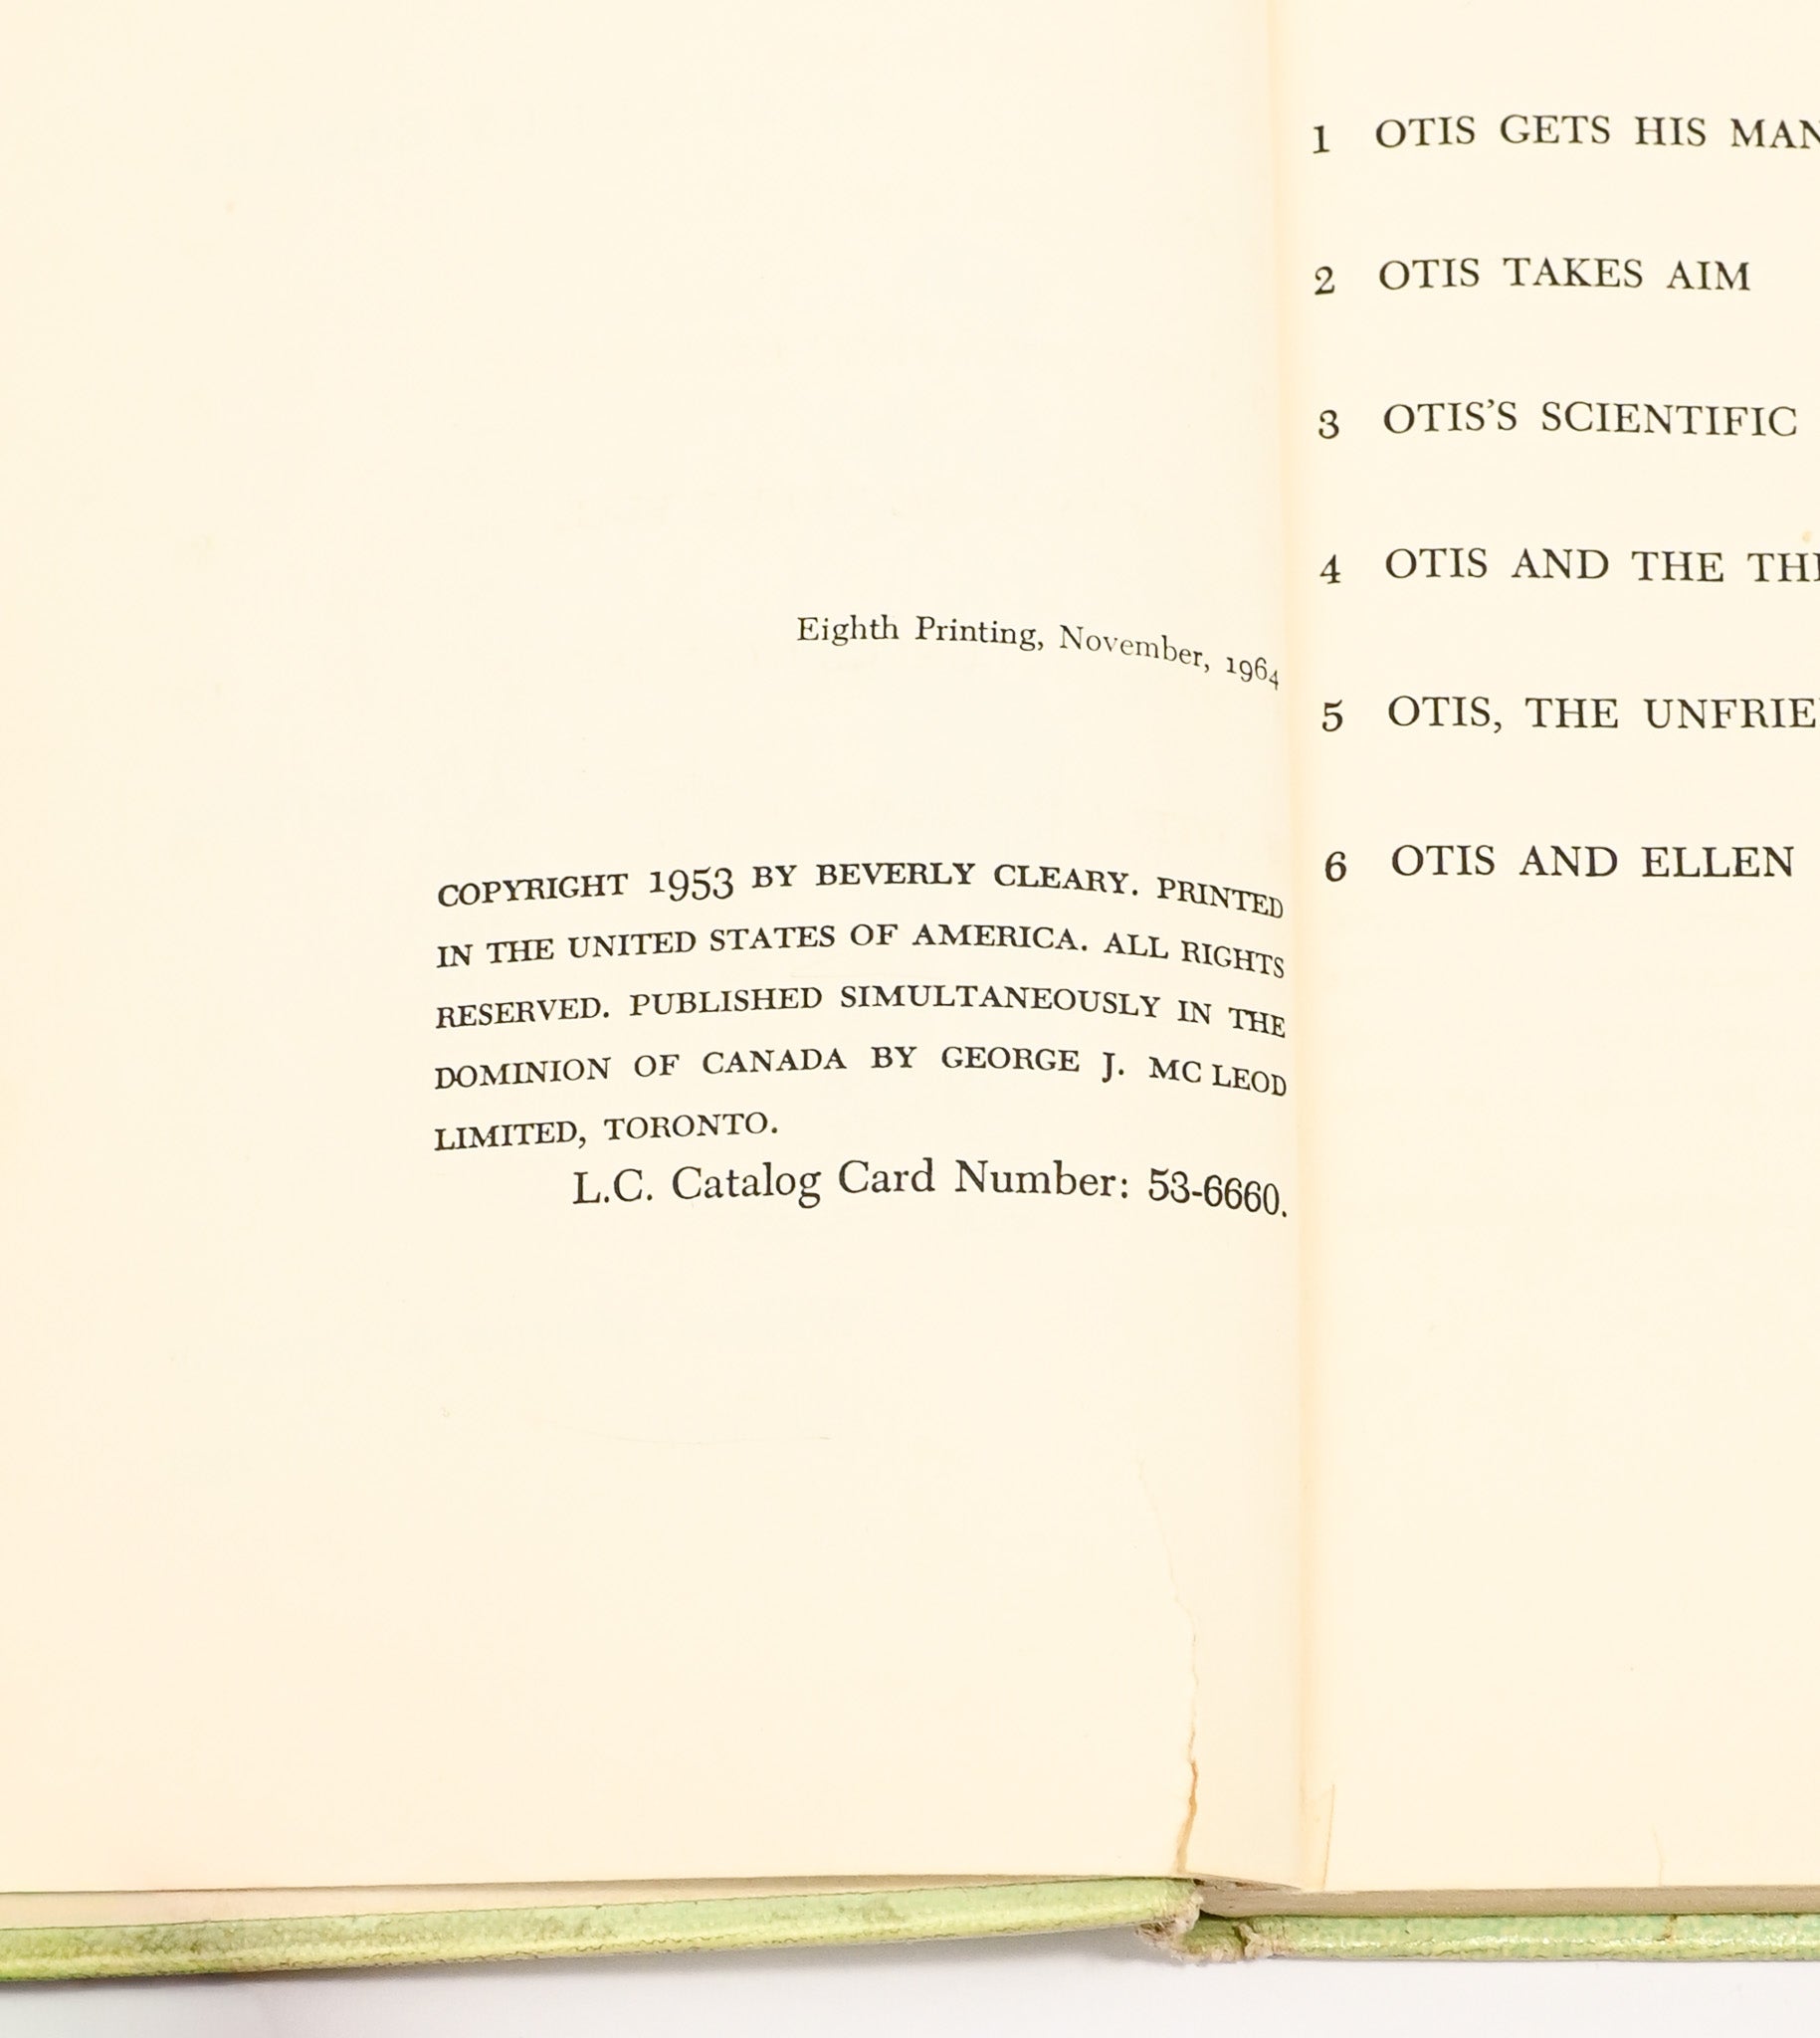 Eighth Printing, November, 1964
COPYRIGHT 1953 BY BEVERLY CLEARY. PRINTED
IN THE UNITED STATES OF AMERICA. ALL RIGHTS
RESERVED. PUBLISHED SIMULTANEOUSLY IN THE
DOMINION OF CANADA BY GEORGE J. MC LEOD
LIMITED, TORONTO.
L.C. Catalog Card Number: 53-6660.
1 OTIS GETS HIS MAN
2 OTIS TAKES AIM
3 OTIS'S SCIENTIFIC
4 OTIS AND THE
5 OTIS, THE
6 OTIS AND ELLEN